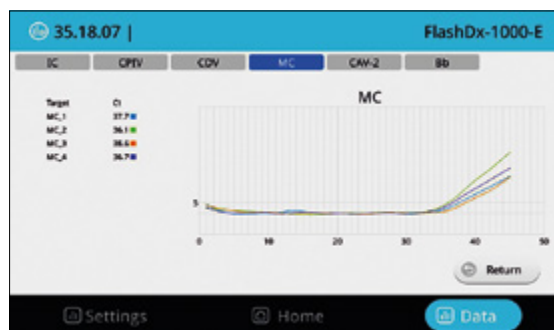 35.18.07 | FlashDx-1000-E
IC CPIV CDV MC CAV-2 Bb
MC
Target Ct
MC_1 37.7
MC_2 36.1
MC_3 38.6
MC_4 36.7
5
0 10 20 30 40 50
Return
Settings Home Data